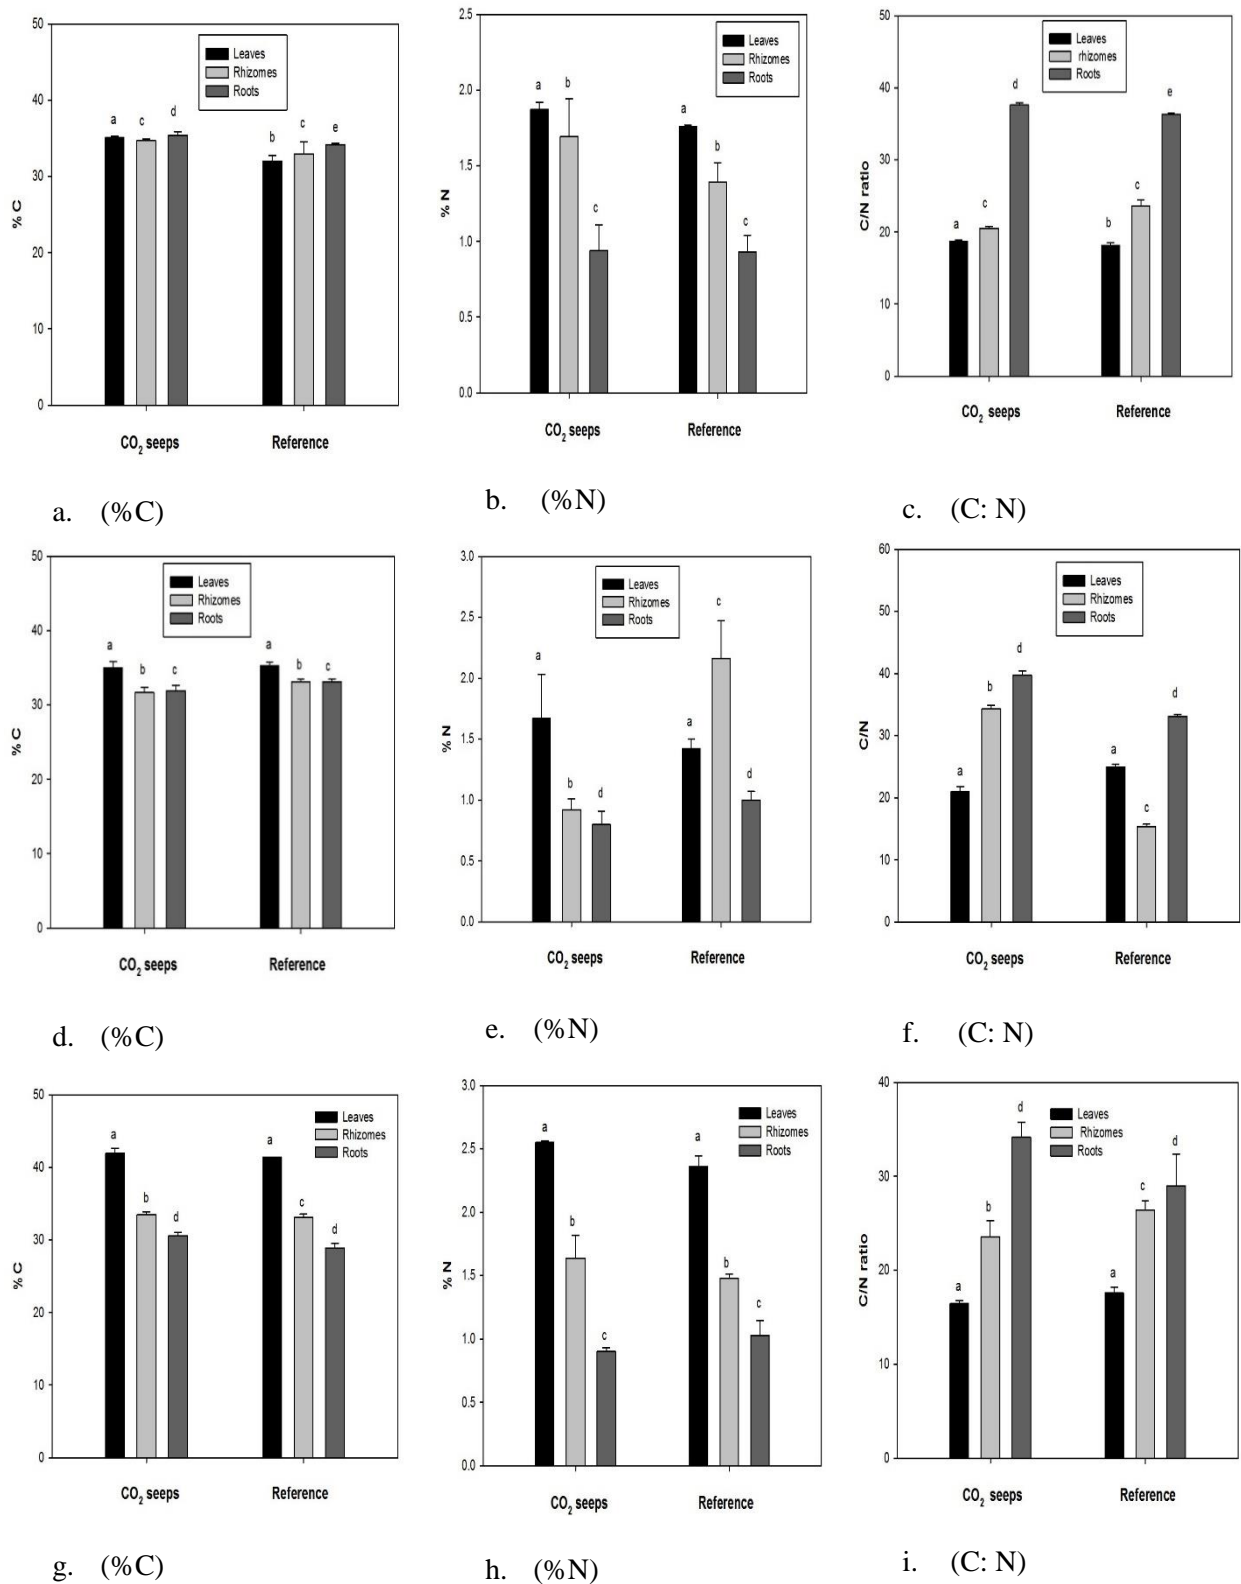 50
40
30
20
10
0
% C
Leaves
Rhizomes
Roots
a
c
d
b
c
e
CO₂ seeps
Reference
a. (%C)
2.5
2.0
1.5
1.0
0.5
0.0
% N
Leaves
Rhizomes
Roots
a
b
c
a
b
c
CO₂ seeps
Reference
b. (%N)
50
40
30
20
10
0
C/N ratio
Leaves
rhizomes
Roots
a
c
d
b
c
e
CO₂ seeps
Reference
c. (C: N)
50
40
30
20
10
0
% C
Leaves
Rhizomes
Roots
a
b
c
a
b
c
CO₂ seeps
Reference
d. (%C)
3.0
2.5
2.0
1.5
1.0
0.5
0.0
% N
Leaves
Rhizomes
Roots
a
b
d
a
c
d
CO₂ seeps
Reference
e. (%N)
60
50
40
30
20
10
0
C/N
Leaves
Rhizomes
Roots
a
b
d
a
c
d
CO₂ seeps
Reference
f. (C: N)
50
40
30
20
10
0
% C
Leaves
Rhizomes
Roots
a
b
d
a
c
d
CO₂ seeps
Reference
g. (%C)
3.0
2.5
2.0
1.5
1.0
0.5
0.0
% N
Leaves
Rhizomes
Roots
a
b
c
a
b
c
CO₂ seeps
Reference
h. (%N)
40
30
20
10
0
C/N ratio
Leaves
Rhizomes
Roots
a
b
d
a
c
d
CO₂ seeps
Reference
i. (C: N)